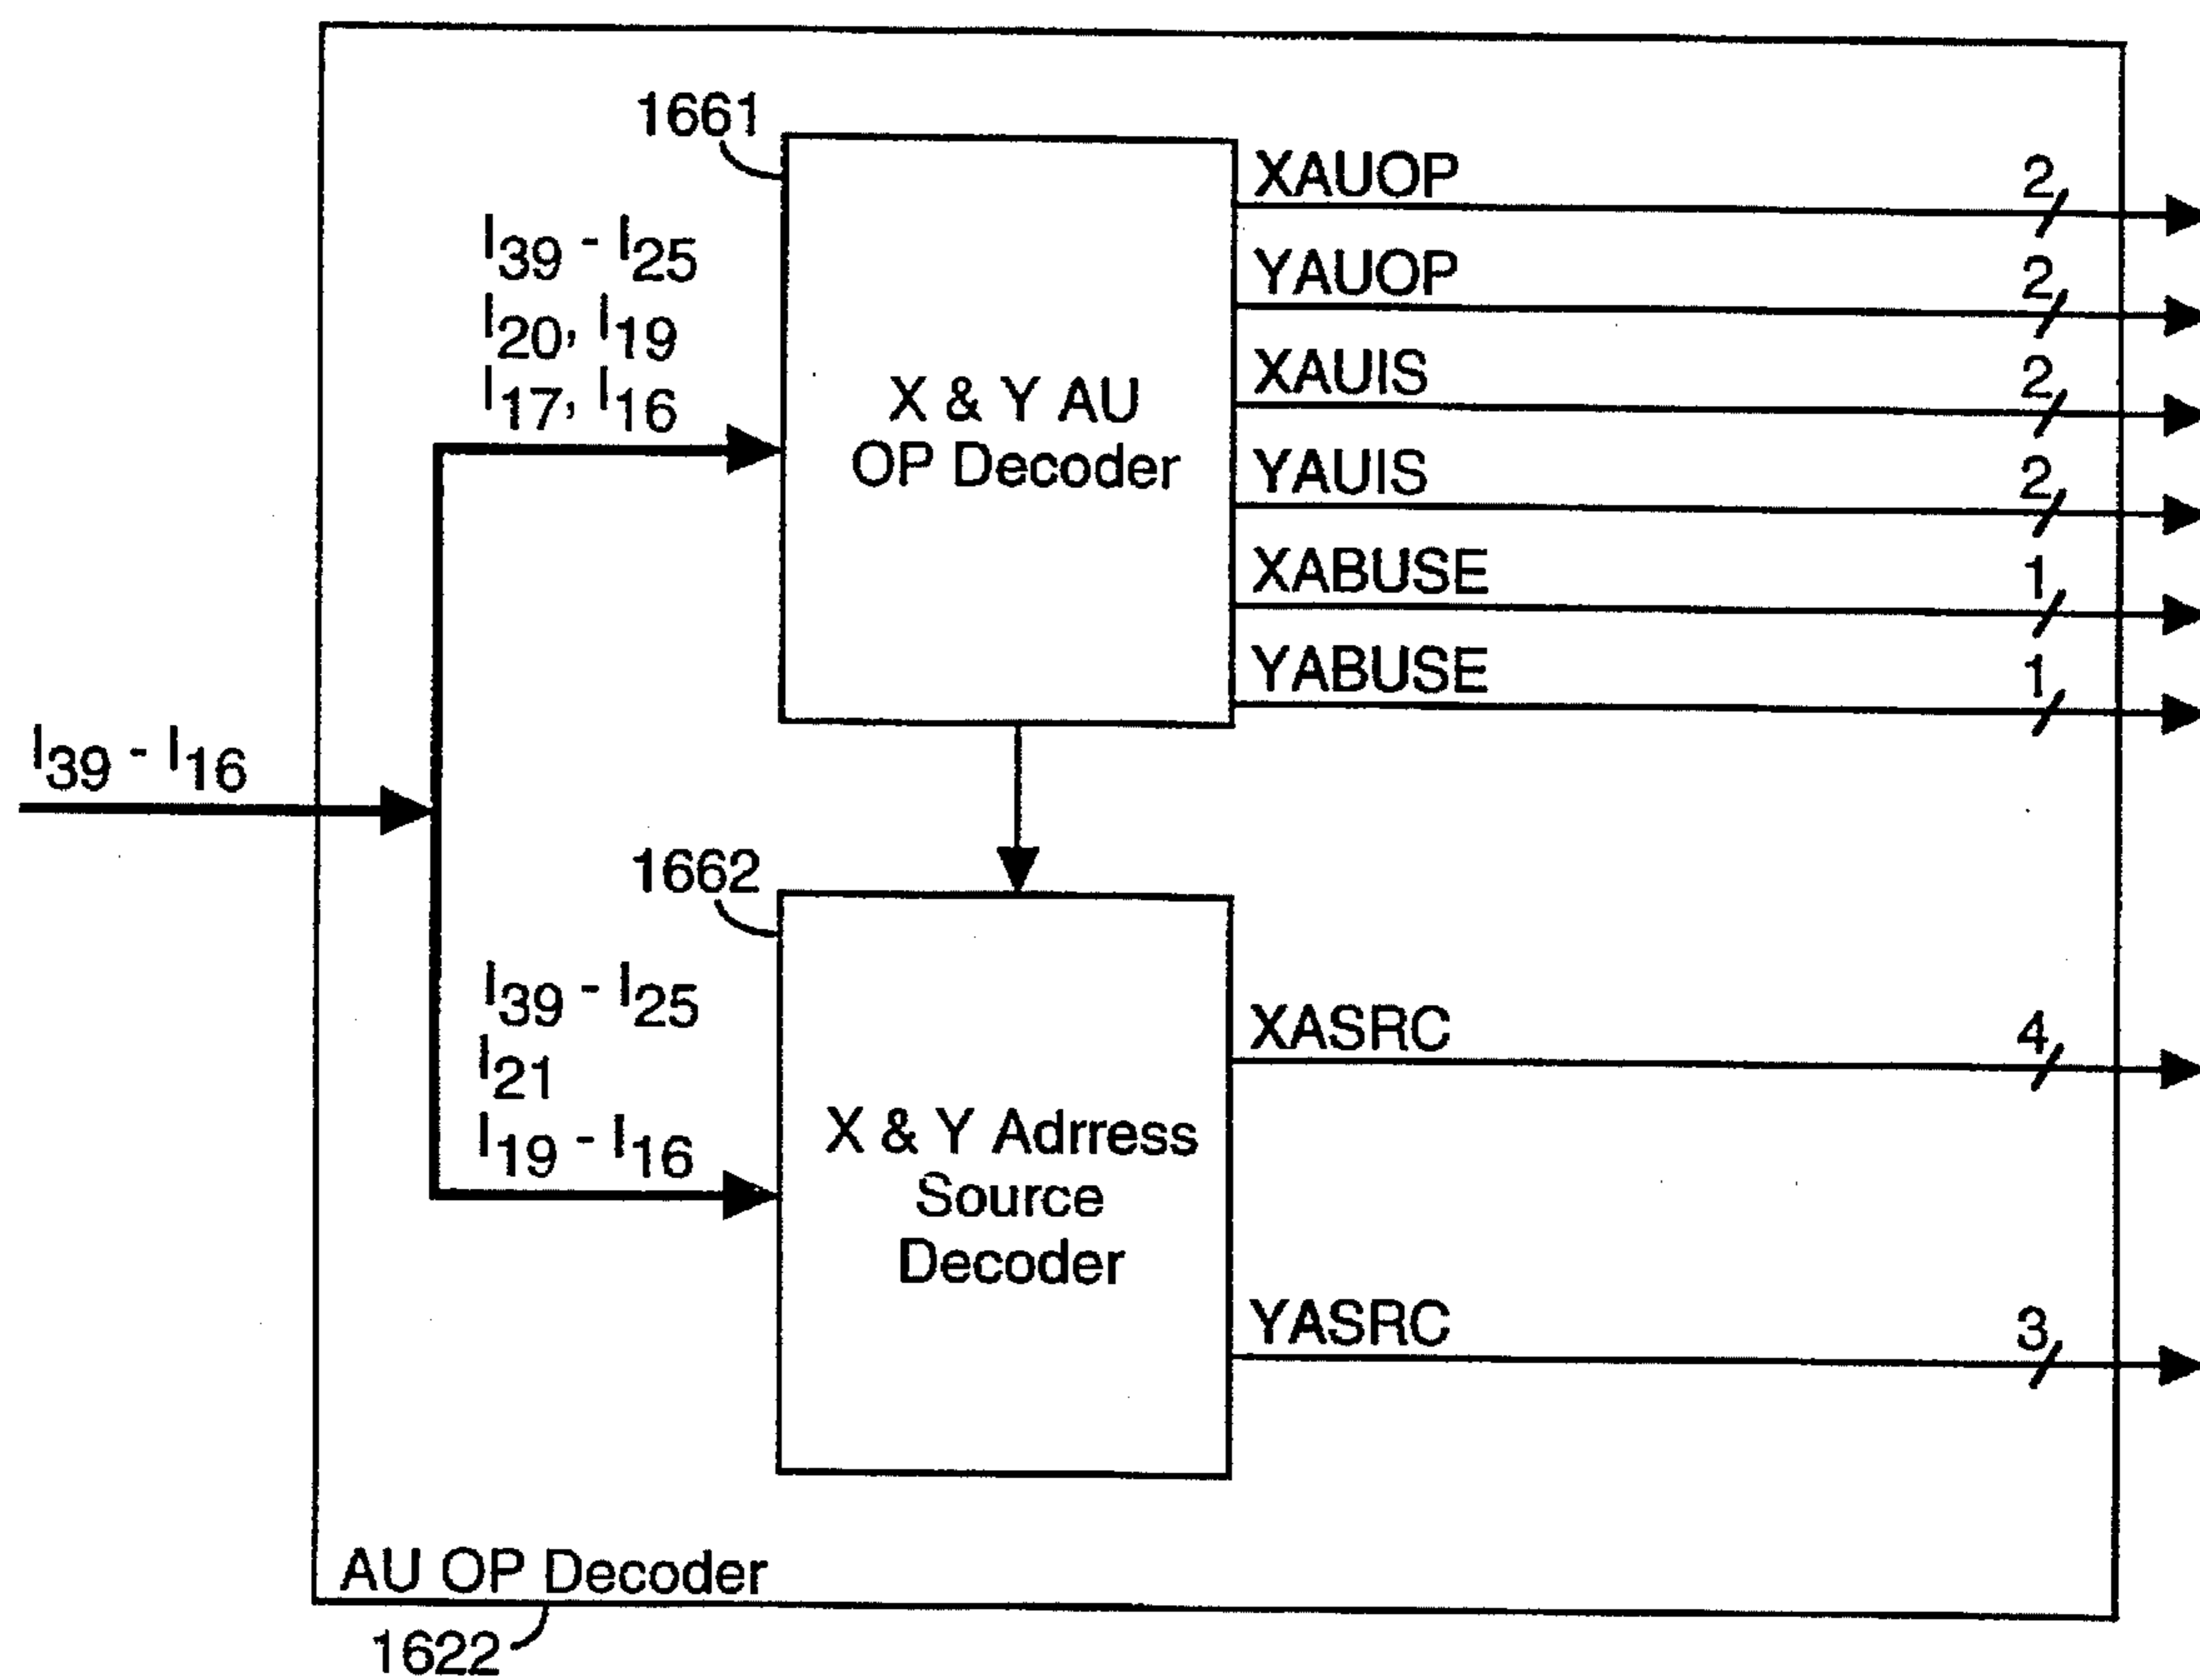 1661
I39 - I25
I20, I19
I17, I16
X & Y AU
OP Decoder
XAUOP
2
YAUOP
2
XAUIS
2
YAUIS
2
XABUSE
1
YABUSE
1
I39 - I16
1662
I39 - I25
I21
I19 - I16
X & Y Adrress
Source
Decoder
XASRC
4
YASRC
3
AU OP Decoder
1622